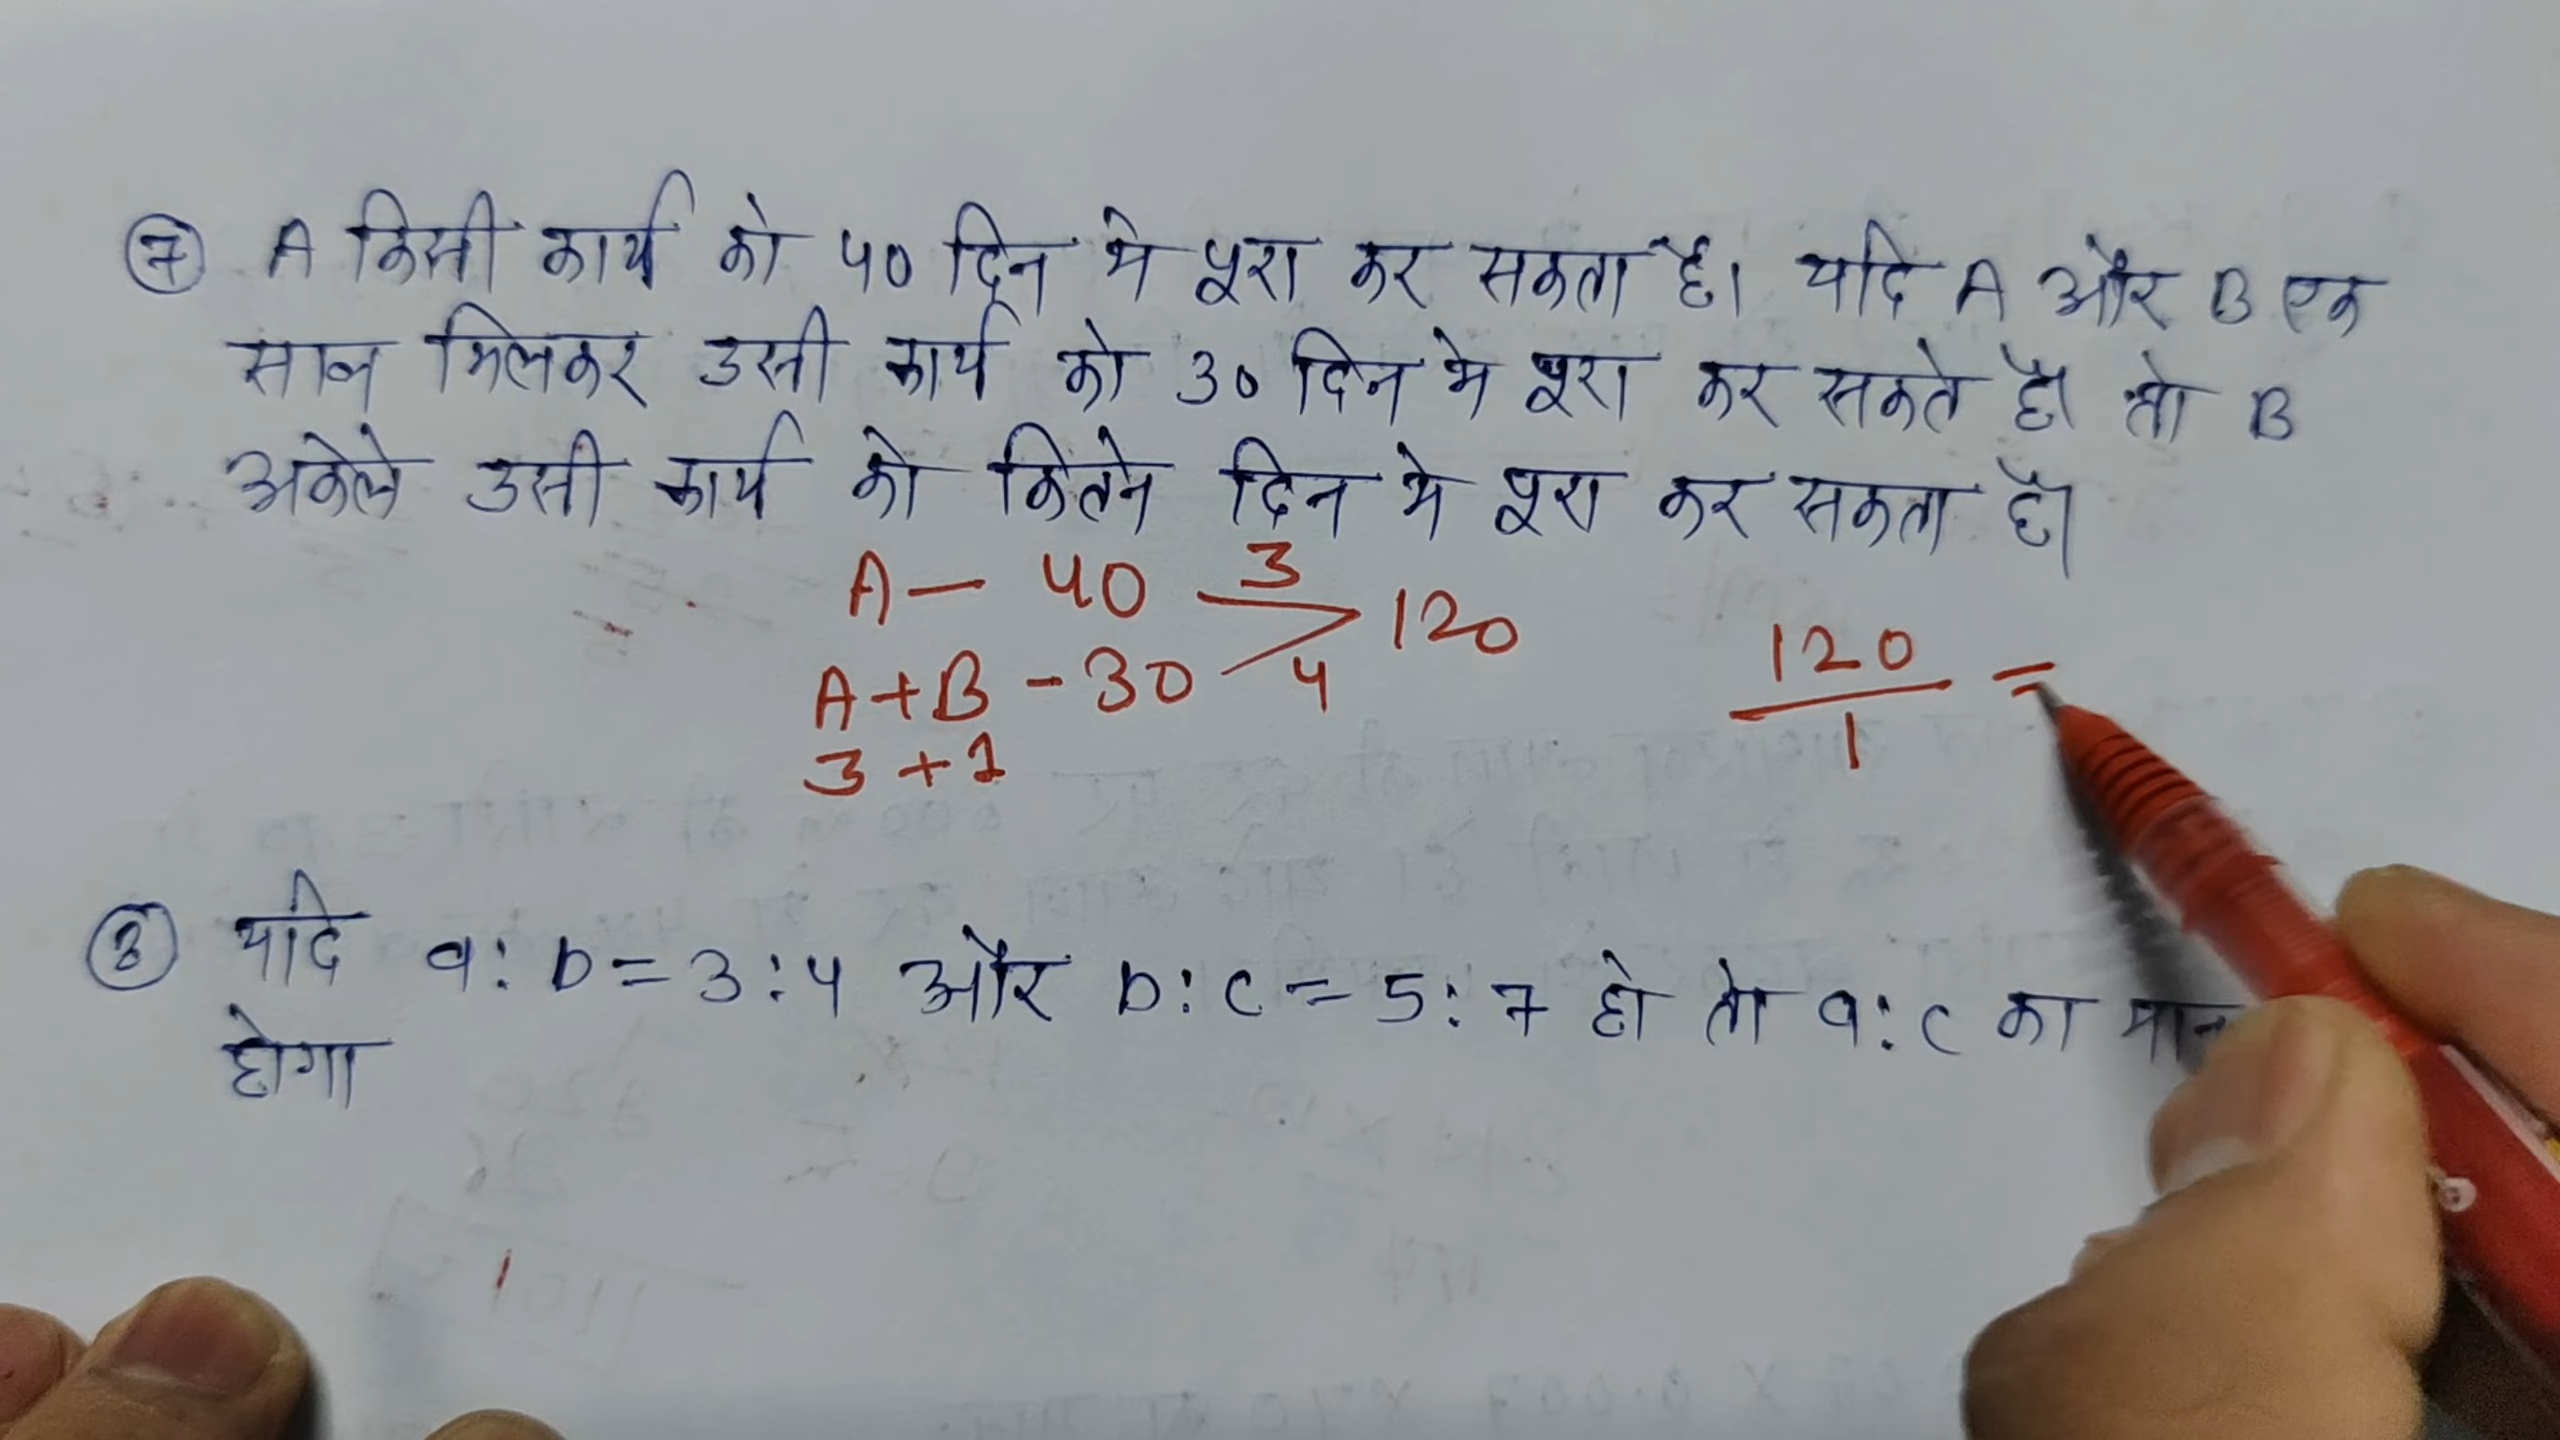 ⑦ A किसी कार्य को 40 दिन मे पूरा कर सकता है। यदि A और B एक
साथ मिलकर उसी कार्य को 30 दिन मे पूरा कर सकते है। तो B
अकेले उसी कार्य को कितने दिन मे पूरा कर सकता है।
A — 40 3 120
A+B - 30 4
3 + 1
120/1 =
⑧ यदि a:b=3:4 और b:c=5:7 हो तो a:c का मान
होगा